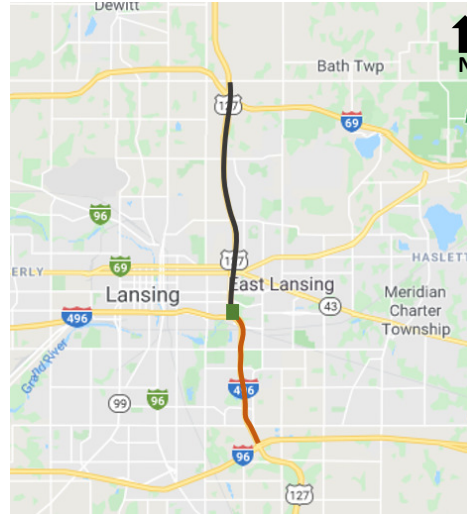 Dewitt
N
Bath Twp
127
69
96
127
HASLETT
69
ERLY
East Lansing
Lansing
43
Meridian
Charter
Township
496
Grand River
496
99
96
96
127